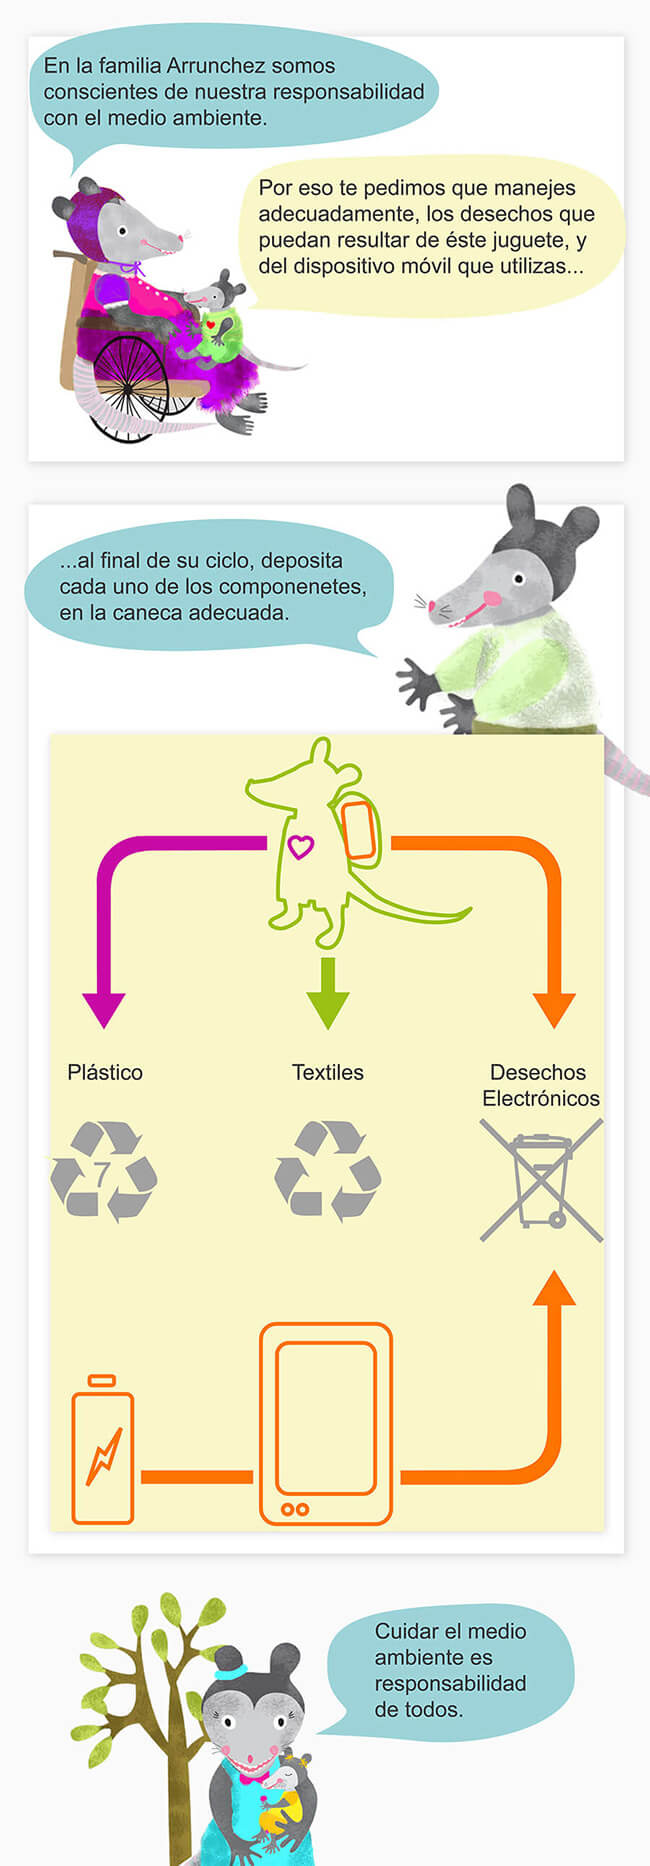 En la familia Arrunchez somos
conscientes de nuestra responsabilidad
con el medio ambiente.
Por eso te pedimos que manejes
adecuadamente, los desechos que
puedan resultar de éste juguete, y
del dispositivo móvil que utilizas...
...al final de su ciclo, deposita
cada uno de los componenetes,
en la caneca adecuada.
Plástico
Textiles
Desechos
Electrónicos
7
Cuidar el medio
ambiente es
responsabilidad
de todos.